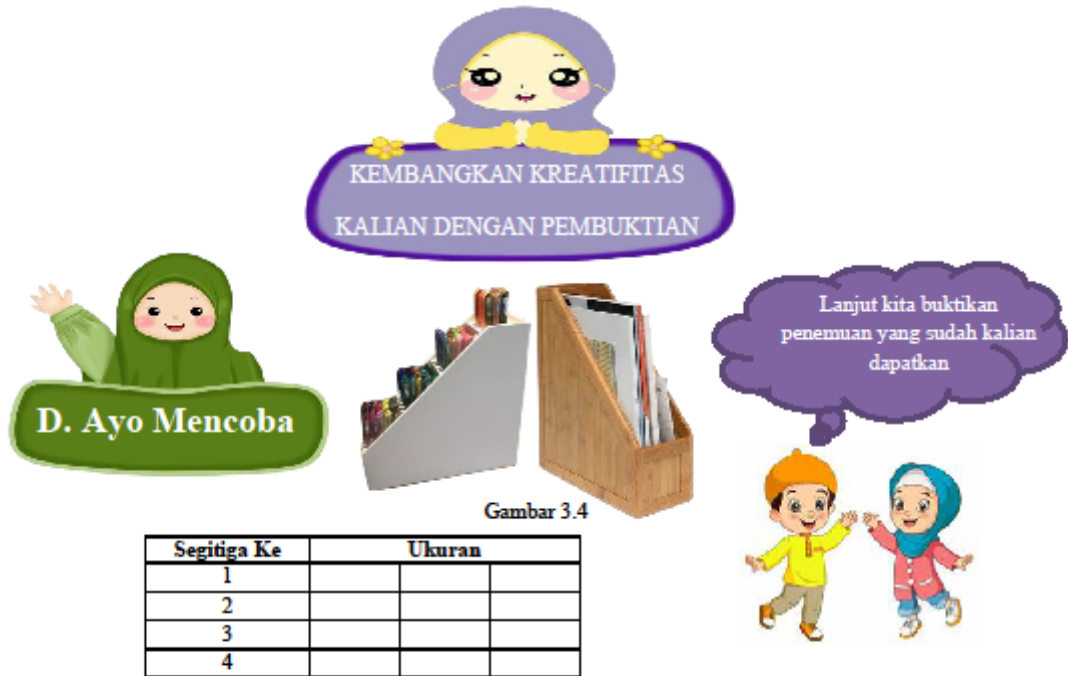 KEMBANGKAN KREATIFITAS
KALIAN DENGAN PEMBUKTIAN
D. Ayo Mencoba
Lanjut kita buktikan
penemuan yang sudah kalian
dapatkan
Gambar 3.4
Segitiga Ke Ukuran
1
2
3
4